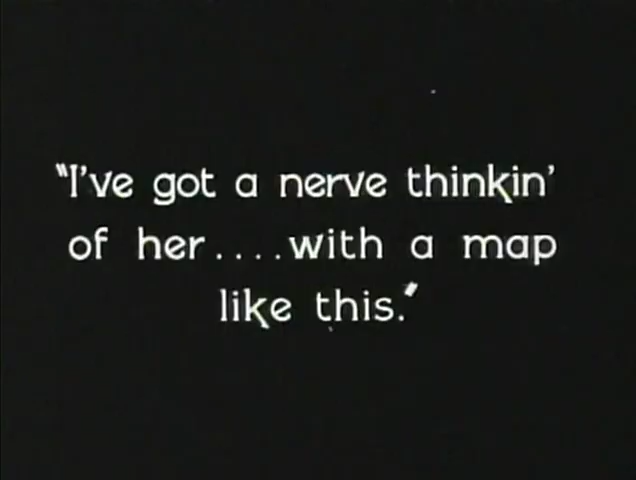 "I've got a nerve thinkin'
of her....with a map
like this."